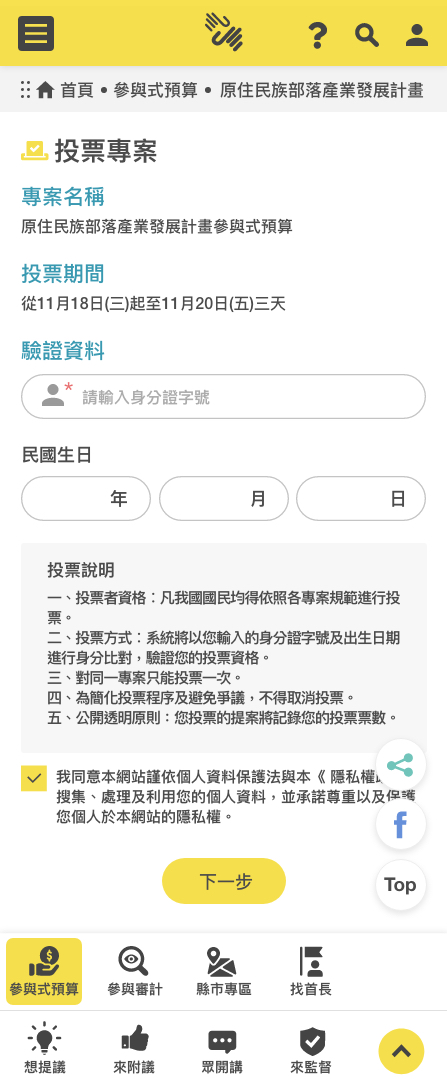 首頁 • 參與式預算 • 原住民族部落產業發展計畫
投票專案
專案名稱
原住民族部落產業發展計畫參與式預算
投票期間
從11月18日(三)起至11月20日(五)三天
驗證資料
* 請輸入身分證字號
民國生日
年 月 日
投票說明
一、投票者資格：凡我國國民均得依照各專案規範進行投
票。
二、投票方式：系統將以您輸入的身分證字號及出生日期
進行身分比對，驗證您的投票資格。
三、對同一專案只能投票一次。
四、為簡化投票程序及避免爭議，不得取消投票。
五、公開透明原則：您投票的提案將記錄您的投票票數。
我同意本網站謹依個人資料保護法與本《 隱私權
搜集、處理及利用您的個人資料，並承諾尊重以及保護
您個人於本網站的隱私權。
下一步
Top
參與式預算 參與審計 縣市專區 找首長
想提議 來附議 眾開講 來監督